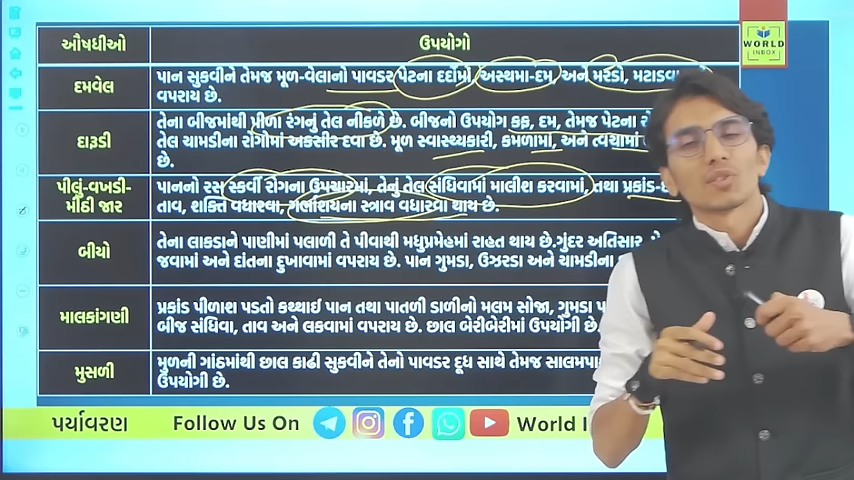 WORLD
INBOX
ઔષધીઓ ઉપયોગો
દમવેલ
પાન સુકવીને તેમજ મૂળ-વેલાનો પાવડર પેટના દર્દોમાં, અસ્થમા-દમ, અને મરડો, મટાડવા
વપરાય છે.
દારૂડી
તેના બીજમાંથી પીળા રંગનું તેલ નીકળે છે. બીજનો ઉપયોગ કફ, દમ, તેમજ પેટના
તેલ ચામડીના રોગોમાં અકસીર દવા છે. મૂળ સ્વાસ્થ્યકારી, કમળામાં, અને ત્વચામાં
છે.
પીલું-વખડી-
મીઠી જાર
પાનનો રસ સ્કર્વી રોગના ઉપચારમાં, તેનું તેલ સંધિવામાં માલીશ કરવામાં, તથા પ્રકાંડ-
તાવ, શક્તિ વધારવા, ગર્ભાશયના સ્ત્રાવ વધારવા થાય છે.
બીયો
તેના લાકડાને પાણીમાં પલાળી તે પીવાથી મધુપ્રમેહમાં રાહત થાય છે.ગુંદર અતિસાર,
જવામાં અને દાંતના દુખાવામાં વપરાય છે. પાન ગુમડા, ઉઝરડા અને ચામડીના
માલકાંગણી
પ્રકાંડ પીળાશ પડતો કથ્થાઈ પાન તથા પાતળી ડાળીનો મલમ સોજા, ગુમડા
બીજ સંધિવા, તાવ અને લકવામાં વપરાય છે. છાલ બેરીબેરીમાં ઉપયોગી છે.
મુસળી
મુળની ગાંઠમાંથી છાલ કાઢી સુકવીને તેનો પાવડર દૂધ સાથે તેમજ સાલમપા
ઉપયોગી છે.
પર્યાવરણ Follow Us On World I